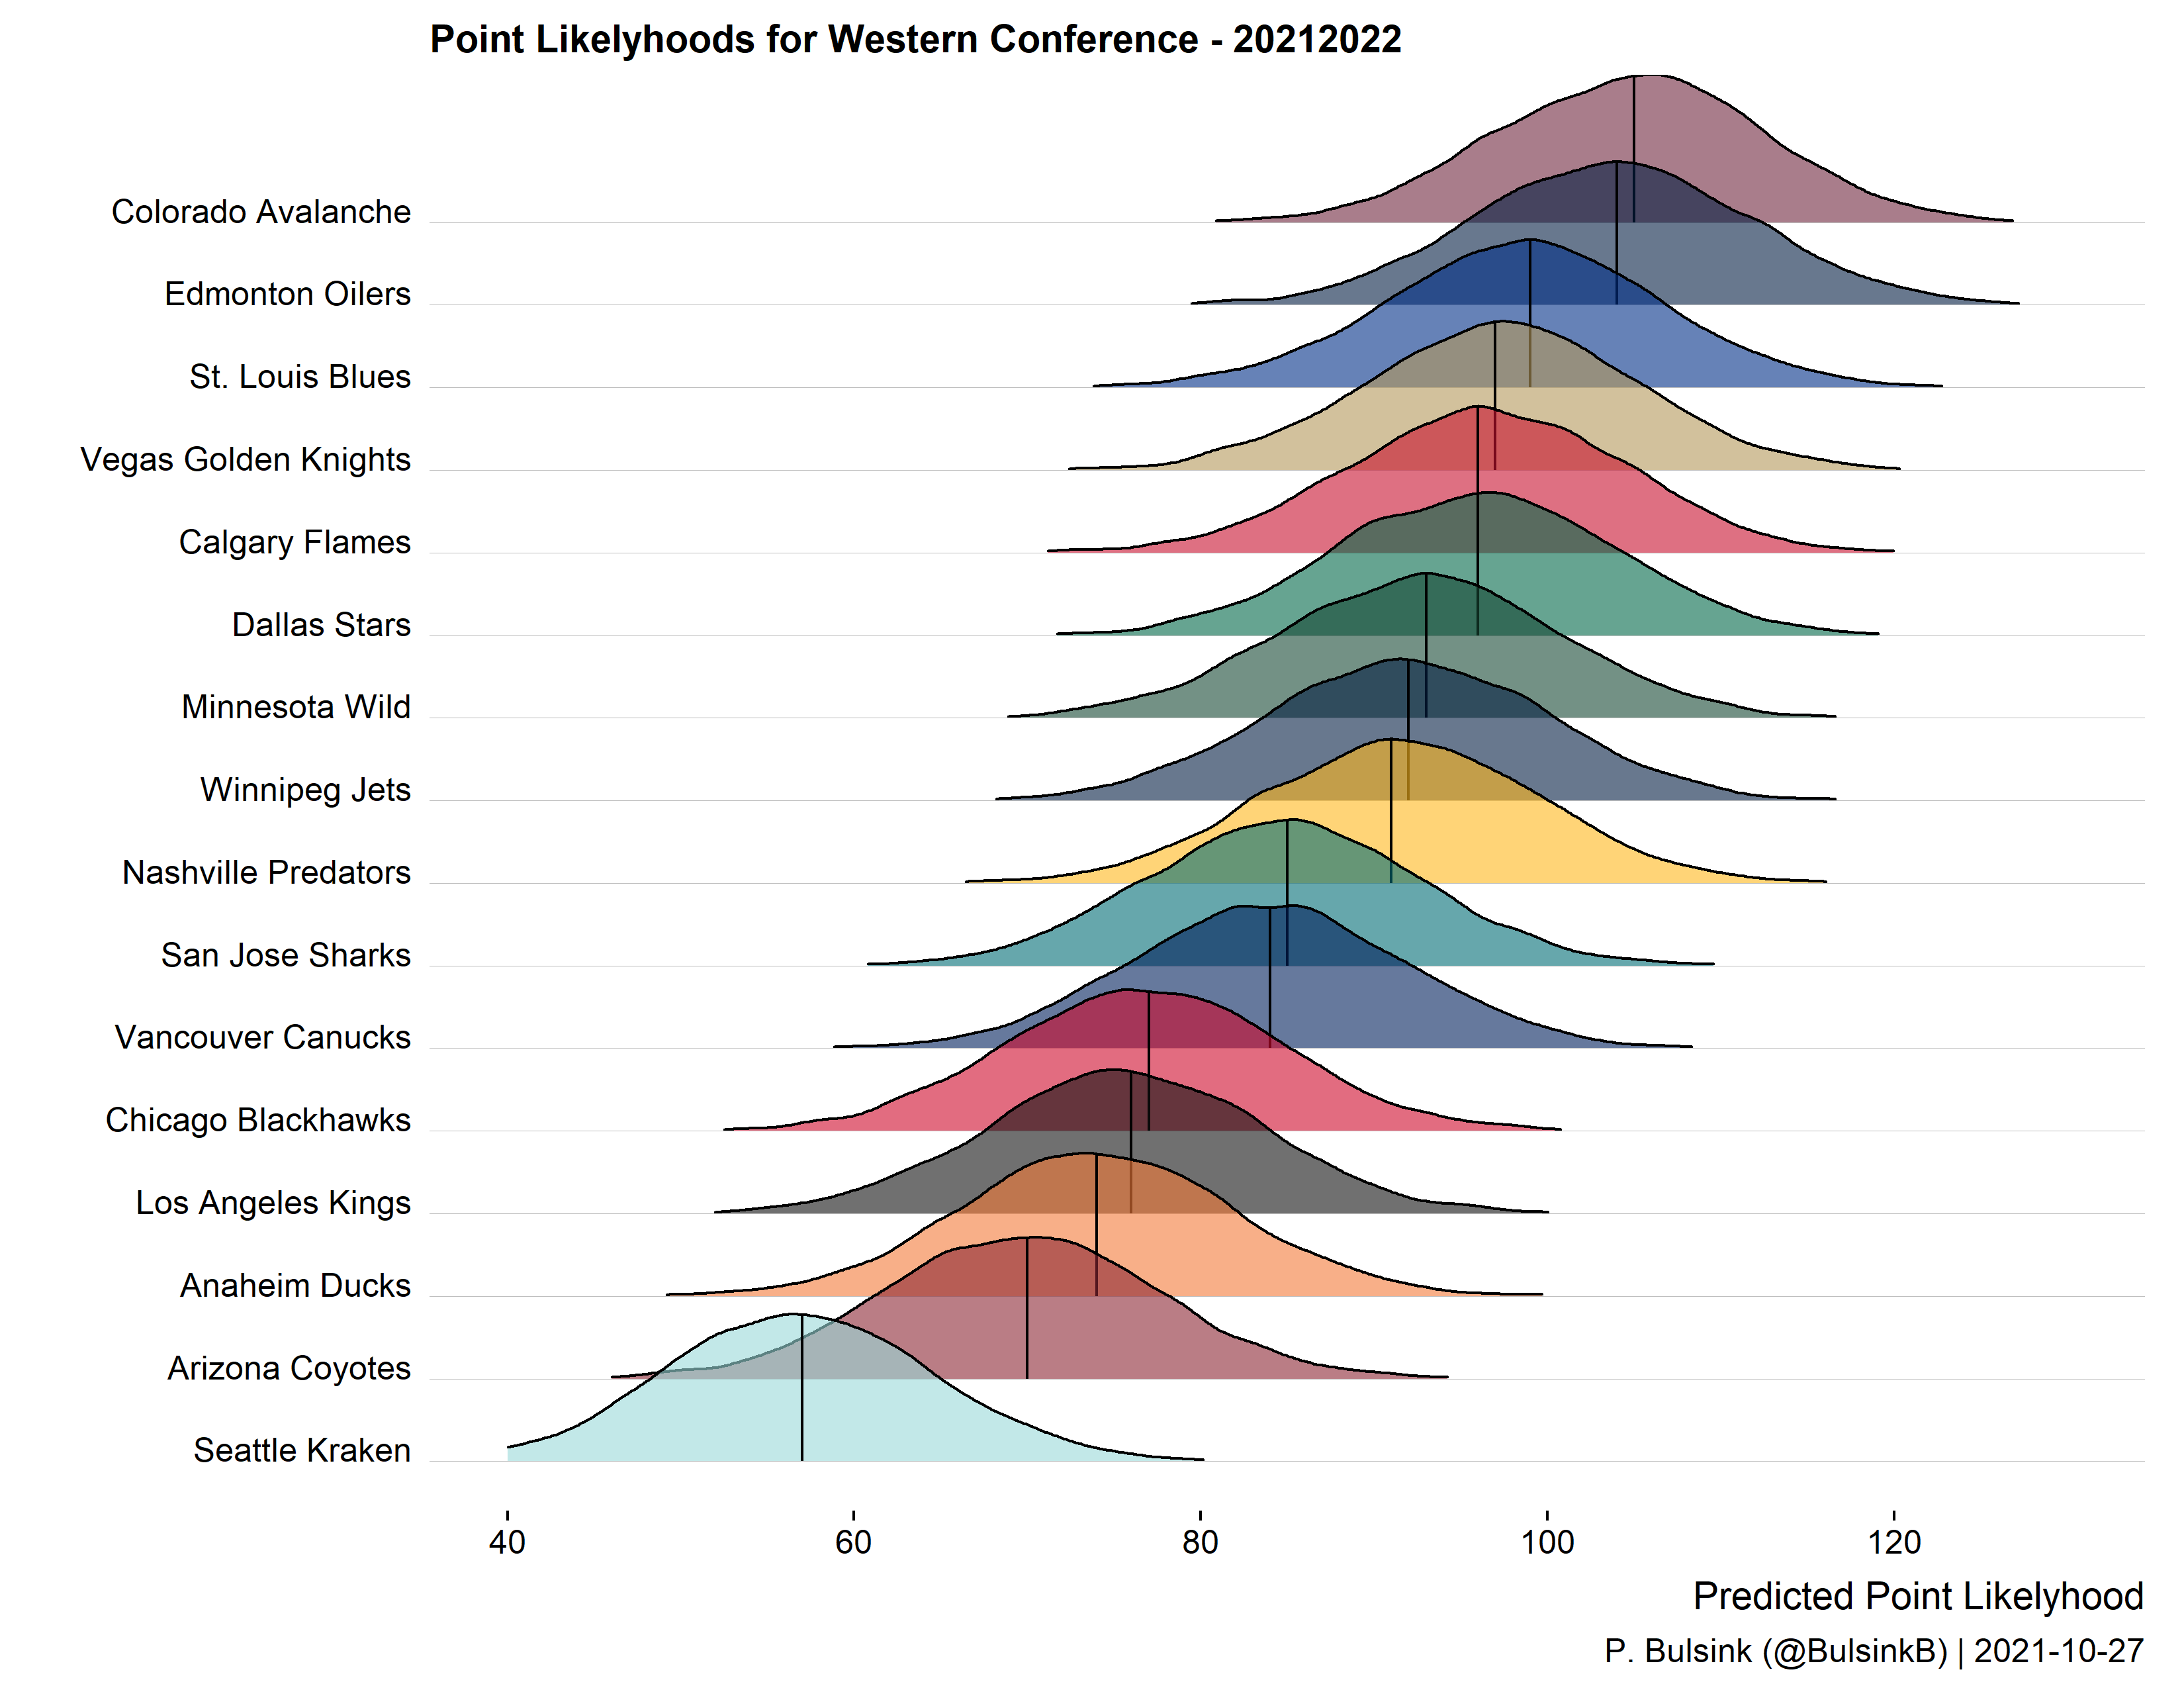 Point Likelyhoods for Western Conference - 20212022
Colorado Avalanche
Edmonton Oilers
St. Louis Blues
Vegas Golden Knights
Calgary Flames
Dallas Stars
Minnesota Wild
Winnipeg Jets
Nashville Predators
San Jose Sharks
Vancouver Canucks
Chicago Blackhawks
Los Angeles Kings
Anaheim Ducks
Arizona Coyotes
Seattle Kraken
40 60 80 100 120
Predicted Point Likelyhood
P. Bulsink (@BulsinkB) | 2021-10-27